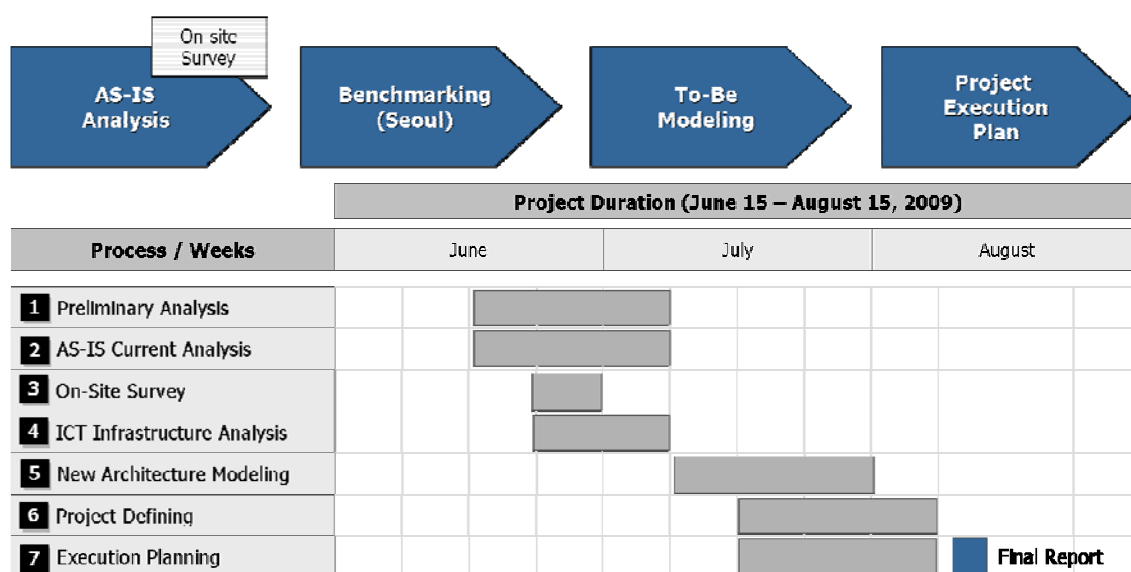 On site
Survey
AS-IS
Analysis
Benchmarking
(Seoul)
To-Be
Modeling
Project
Execution
Plan
Project Duration (June 15 – August 15, 2009)
Process / Weeks
June
July
August
1 Preliminary Analysis
2 AS-IS Current Analysis
3 On-Site Survey
4 ICT Infrastructure Analysis
5 New Architecture Modeling
6 Project Defining
7 Execution Planning
Final Report